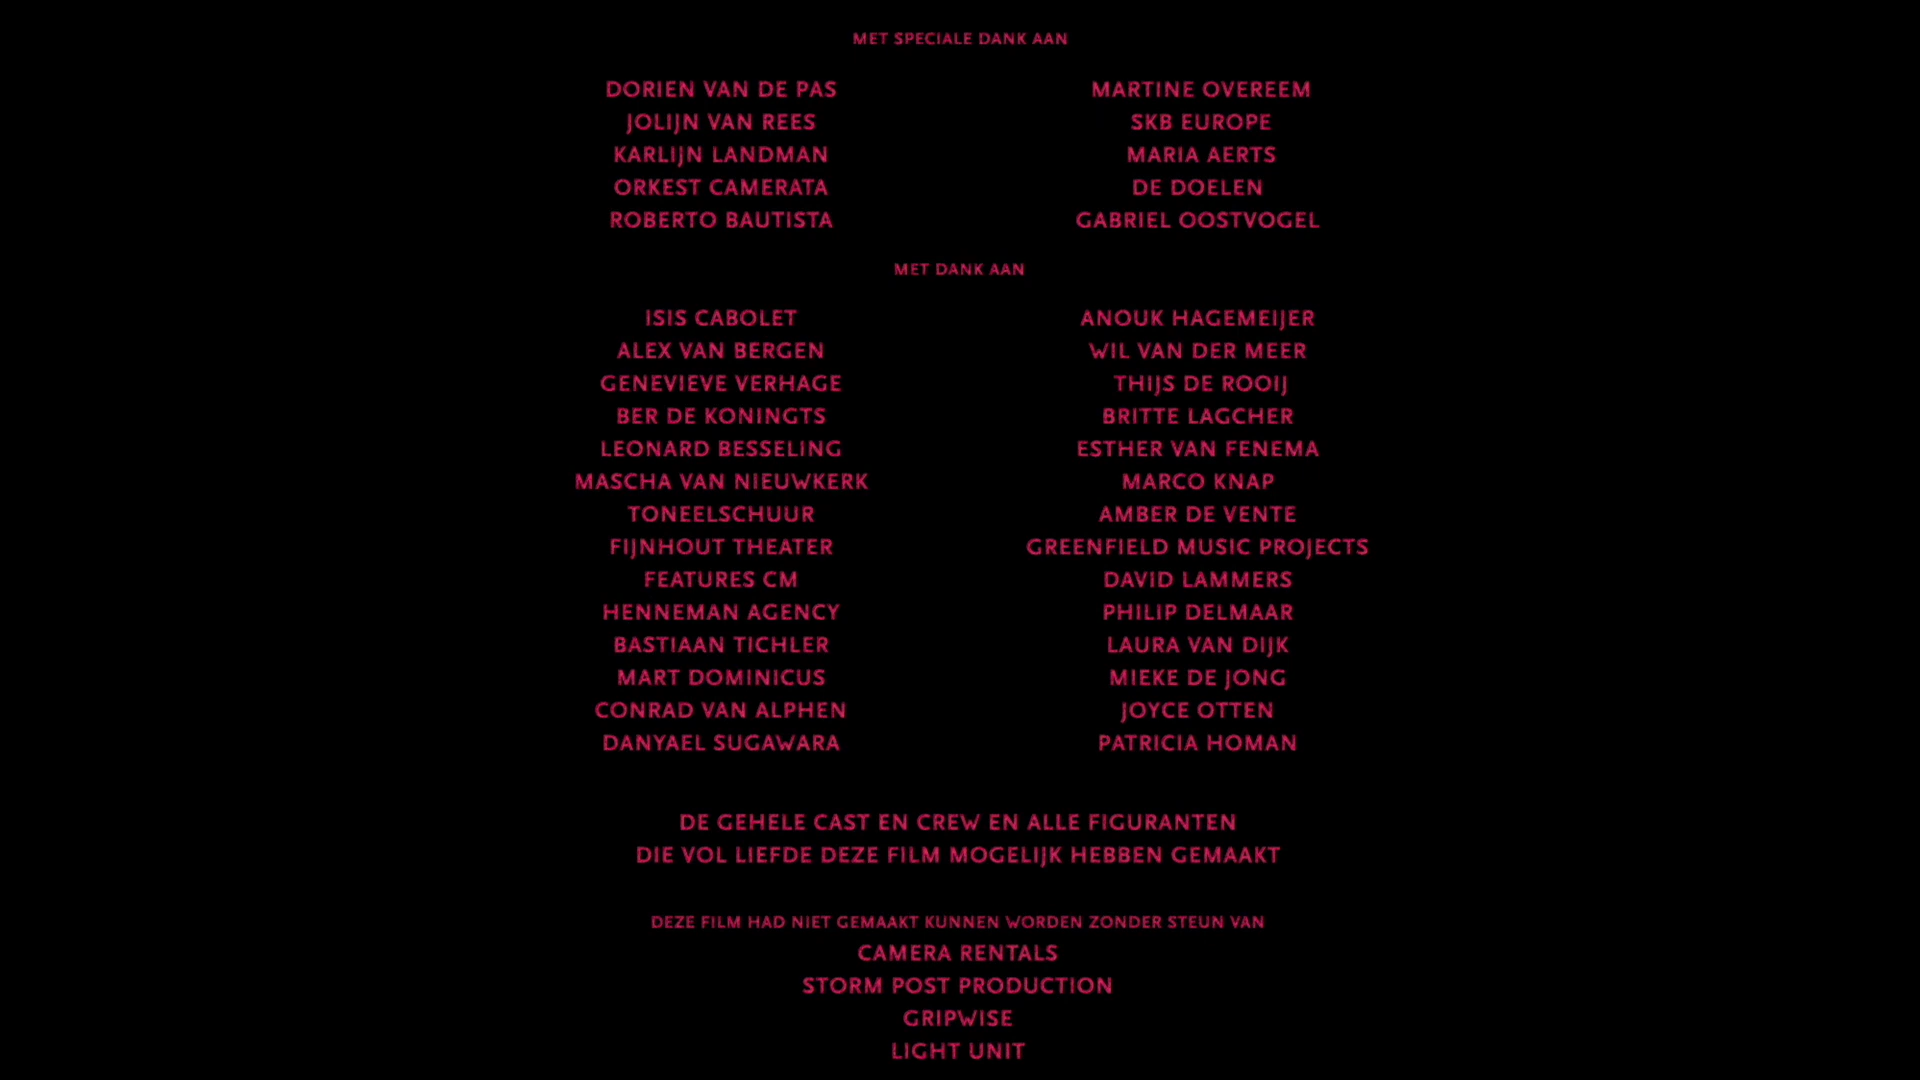 MET SPECIALE DANK AAN
DORIEN VAN DE PAS
JOLIJN VAN REES
KARLIJN LANDMAN
ORKEST CAMERATA
ROBERTO BAUTISTA
MARTINE OVEREEM
SKB EUROPE
MARIA AERTS
DE DOELEN
GABRIEL OOSTVOGEL
MET DANK AAN
ISIS CABOLET
ALEX VAN BERGEN
GENEVIEVE VERHAGE
BER DE KONINGTS
LEONARD BESSELING
MASCHA VAN NIEUWKERK
TONEELSCHUUR
FIJNHOUT THEATER
FEATURES CM
HENNEMAN AGENCY
BASTIAAN TICHLER
MART DOMINICUS
CONRAD VAN ALPHEN
DANYAEL SUGAWARA
ANOUK HAGEMEIJER
WIL VAN DER MEER
THIJS DE ROOIJ
BRITTE LAGCHER
ESTHER VAN FENEMA
MARCO KNAP
AMBER DE VENTE
GREENFIELD MUSIC PROJECTS
DAVID LAMMERS
PHILIP DELMAAR
LAURA VAN DIJK
MIEKE DE JONG
JOYCE OTTEN
PATRICIA HOMAN
DE GEHELE CAST EN CREW EN ALLE FIGURANTEN
DIE VOL LIEFDE DEZE FILM MOGELIJK HEBBEN GEMAAKT
DEZE FILM HAD NIET GEMAAKT KUNNEN WORDEN ZONDER STEUN VAN
CAMERA RENTALS
STORM POST PRODUCTION
GRIPWISE
LIGHT UNIT